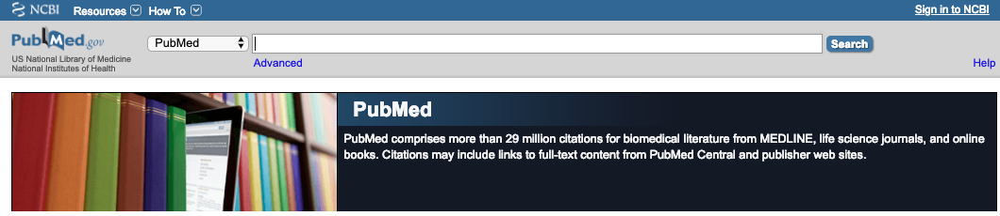 NCBI Resources How To Sign in to NCBI
PubMed.gov
US National Library of Medicine
National Institutes of Health
PubMed
Search
Advanced
Help
PubMed
PubMed comprises more than 29 million citations for biomedical literature from MEDLINE, life science journals, and online
books. Citations may include links to full-text content from PubMed Central and publisher web sites.